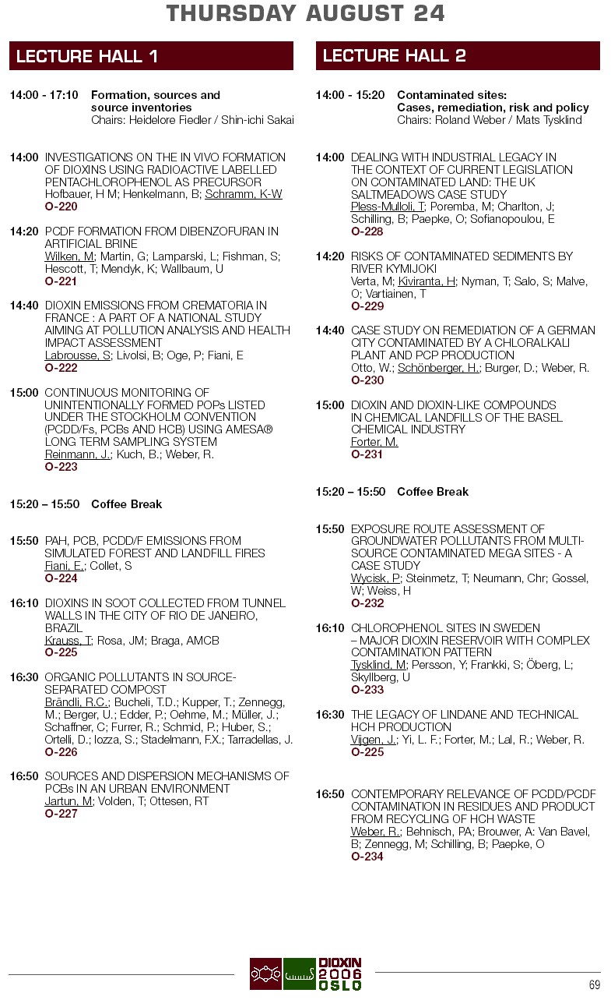 THURSDAY AUGUST 24
LECTURE HALL 1
14:00 - 17:10 Formation, sources and
source inventories
Chairs: Heidelore Fiedler / Shin-ichi Sakai
14:00 INVESTIGATIONS ON THE IN VIVO FORMATION
OF DIOXINS USING RADIOACTIVE LABELLED
PENTACHLOROPHENOL AS PRECURSOR
Hofbauer, H M; Henkelmann, B; Schramm, K-W
O-220
14:20 PCDF FORMATION FROM DIBENZOFURAN IN
ARTIFICIAL BRINE
Wilken, M; Martin, G; Lamparski, L; Fishman, S;
Hescott, T; Mendyk, K; Wallbaum, U
O-221
14:40 DIOXIN EMISSIONS FROM CREMATORIA IN
FRANCE : A PART OF A NATIONAL STUDY
AIMING AT POLLUTION ANALYSIS AND HEALTH
IMPACT ASSESSMENT
Labrousse, S; Livolsi, B; Oge, P; Fiani, E
O-222
15:00 CONTINUOUS MONITORING OF
UNINTENTIONALLY FORMED POPs LISTED
UNDER THE STOCKHOLM CONVENTION
(PCDD/Fs, PCBs AND HCB) USING AMESA®
LONG TERM SAMPLING SYSTEM
Reinmann, J.; Kuch, B.; Weber, R.
O-223
15:20 – 15:50 Coffee Break
15:50 PAH, PCB, PCDD/F EMISSIONS FROM
SIMULATED FOREST AND LANDFILL FIRES
Fiani, E.; Collet, S
O-224
16:10 DIOXINS IN SOOT COLLECTED FROM TUNNEL
WALLS IN THE CITY OF RIO DE JANEIRO,
BRAZIL
Krauss, T; Rosa, JM; Braga, AMCB
O-225
16:30 ORGANIC POLLUTANTS IN SOURCE-
SEPARATED COMPOST
Brändli, R.C.; Bucheli, T.D.; Kupper, T.; Zennegg,
M.; Berger, U.; Edder, P.; Oehme, M.; Müller, J.;
Schaffner, C; Furrer, R.; Schmid, P.; Huber, S.;
Ortelli, D.; Iozza, S.; Stadelmann, F.X.; Tarradellas, J.
O-226
16:50 SOURCES AND DISPERSION MECHANISMS OF
PCBs IN AN URBAN ENVIRONMENT
Jartun, M; Volden, T; Ottesen, RT
O-227
LECTURE HALL 2
14:00 - 15:20 Contaminated sites:
Cases, remediation, risk and policy
Chairs: Roland Weber / Mats Tysklind
14:00 DEALING WITH INDUSTRIAL LEGACY IN
THE CONTEXT OF CURRENT LEGISLATION
ON CONTAMINATED LAND: THE UK
SALTMEADOWS CASE STUDY
Pless-Mulloli, T; Poremba, M; Charlton, J;
Schilling, B; Paepke, O; Sofianopoulou, E
O-228
14:20 RISKS OF CONTAMINATED SEDIMENTS BY
RIVER KYMIJOKI
Verta, M; Kiviranta, H; Nyman, T; Salo, S; Malve,
O; Vartiainen, T
O-229
14:40 CASE STUDY ON REMEDIATION OF A GERMAN
CITY CONTAMINATED BY A CHLORALKALI
PLANT AND PCP PRODUCTION
Otto, W.; Schönberger, H.; Burger, D.; Weber, R.
O-230
15:00 DIOXIN AND DIOXIN-LIKE COMPOUNDS
IN CHEMICAL LANDFILLS OF THE BASEL
CHEMICAL INDUSTRY
Forter, M.
O-231
15:20 – 15:50 Coffee Break
15:50 EXPOSURE ROUTE ASSESSMENT OF
GROUNDWATER POLLUTANTS FROM MULTI-
SOURCE CONTAMINATED MEGA SITES - A
CASE STUDY
Wycisk, P; Steinmetz, T; Neumann, Chr; Gossel,
W; Weiss, H
O-232
16:10 CHLOROPHENOL SITES IN SWEDEN
– MAJOR DIOXIN RESERVOIR WITH COMPLEX
CONTAMINATION PATTERN
Tysklind, M; Persson, Y; Frankki, S; Öberg, L;
Skyllberg, U
O-233
16:30 THE LEGACY OF LINDANE AND TECHNICAL
HCH PRODUCTION
Vijgen, J.; Yi, L. F.; Forter, M.; Lal, R.; Weber, R.
O-225
16:50 CONTEMPORARY RELEVANCE OF PCDD/PCDF
CONTAMINATION IN RESIDUES AND PRODUCT
FROM RECYCLING OF HCH WASTE
Weber, R.; Behnisch, PA; Brouwer, A: Van Bavel,
B; Zennegg, M; Schilling, B; Paepke, O
O-234
DIOXIN
2006
OSLO
69